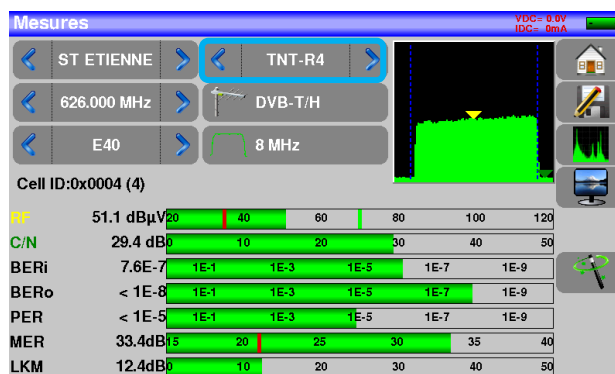 Mesures
VDC= 0.0V
IDC= 0mA
ST ETIENNE
TNT-R4
626.000 MHz
DVB-T/H
E40
8 MHz
Cell ID:0x0004 (4)
RF 51.1 dBµV 20 40 60 80 100 120
C/N 29.4 dB 0 10 20 30 40 50
BERi 7.6E-7 1E-1 1E-3 1E-5 1E-7 1E-9
BERo < 1E-8 1E-1 1E-3 1E-5 1E-7 1E-9
PER < 1E-5 1E-1 1E-3 1E-5 1E-7 1E-9
MER 33.4dB 15 20 25 30 35 40
LKM 12.4dB 0 10 20 30 40 50